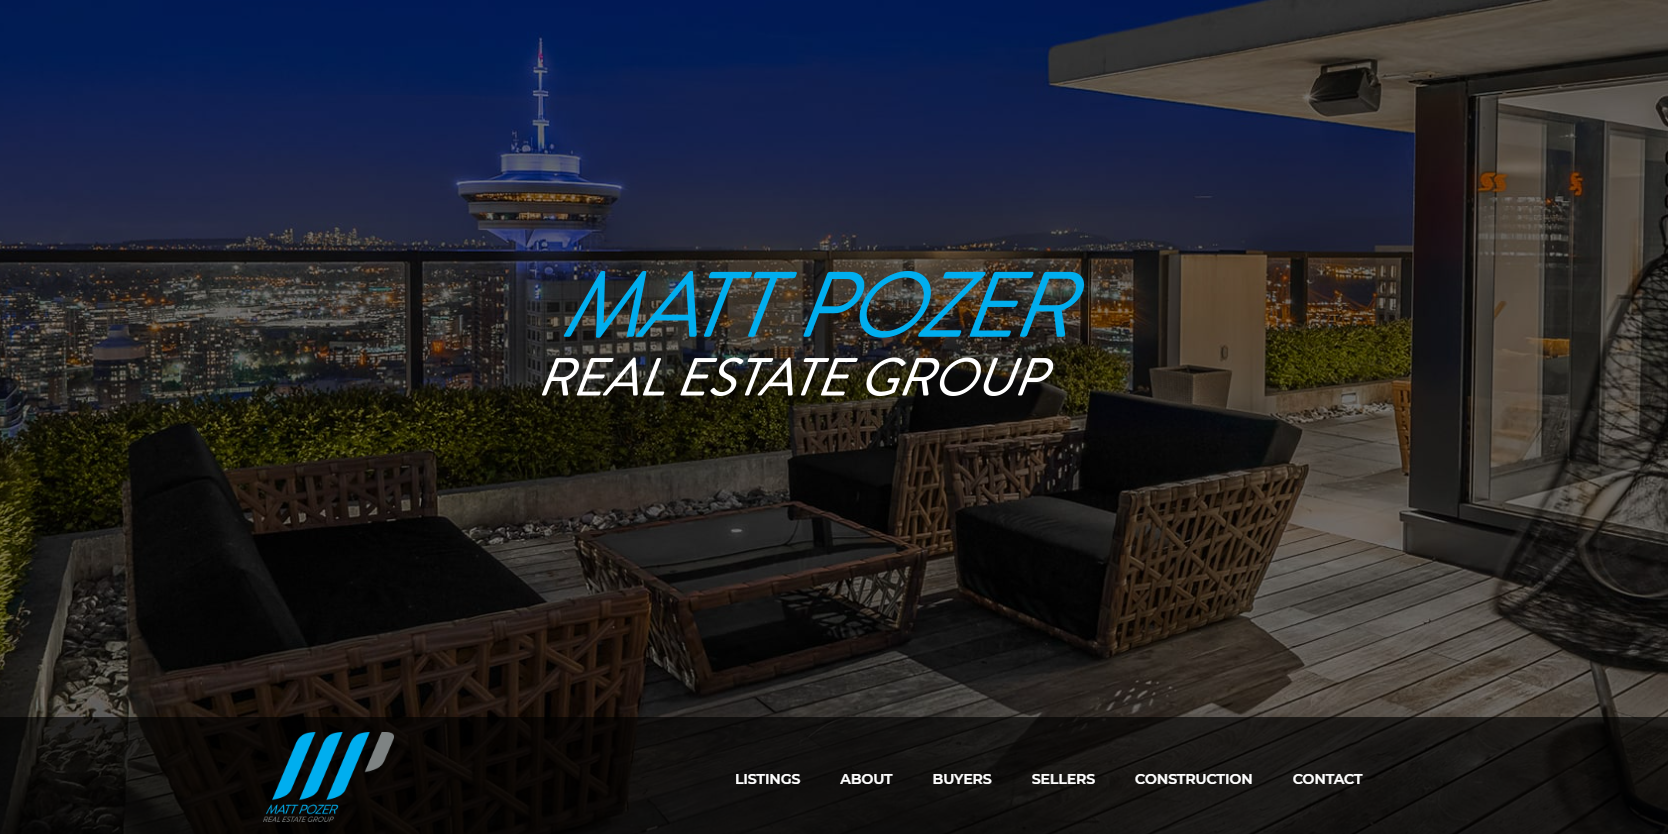 MATT POZER
REAL ESTATE GROUP
MATT POZER
REAL ESTATE GROUP
LISTINGS ABOUT BUYERS SELLERS CONSTRUCTION CONTACT